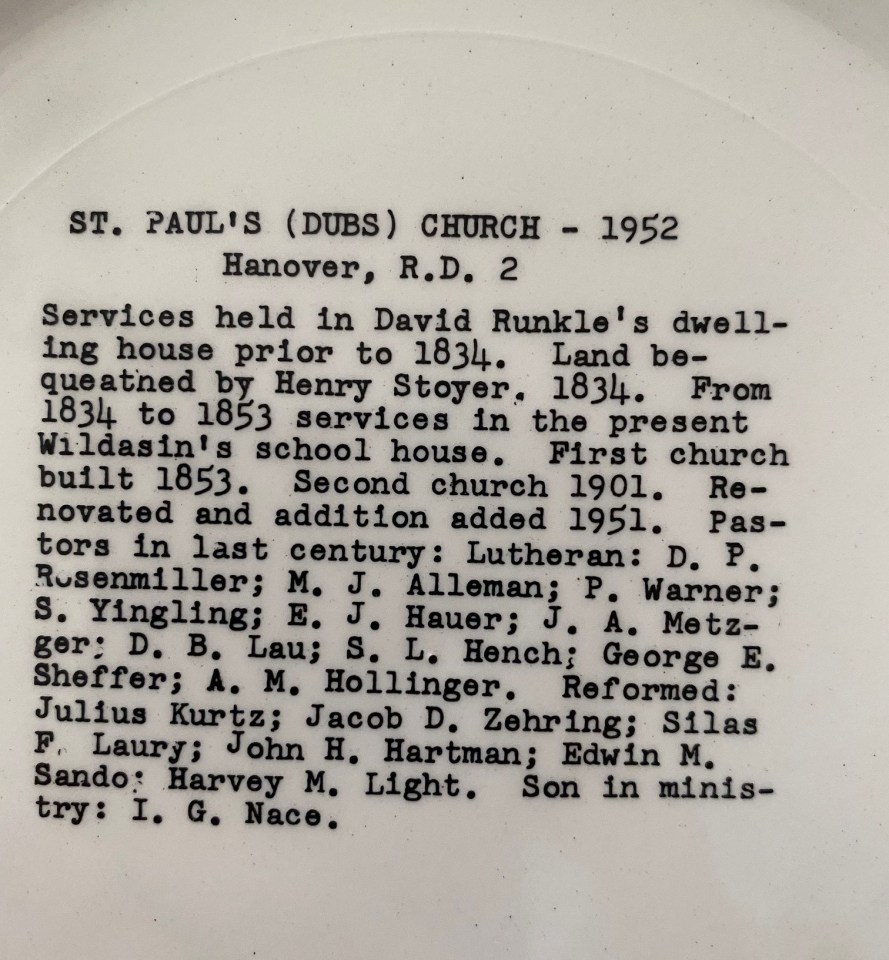 ST. PAUL'S (DUBS) CHURCH - 1952
Hanover, R.D. 2
Services held in David Runkle's dwell-
ing house prior to 1834. Land be-
queathed by Henry Stoyer, 1834. From
1834 to 1853 services in the present
Wildasin's school house. First church
built 1853. Second church 1901. Re-
novated and addition added 1951. Pas-
tors in last century: Lutheran: D. P.
Rosenmiller; M. J. Alleman; P. Warner;
S. Yingling; E. J. Hauer; J. A. Metz-
ger; D. B. Lau; S. L. Hench; George E.
Sheffer; A. M. Hollinger. Reformed:
Julius Kurtz; Jacob D. Zehring; Silas
F. Laury; John H. Hartman; Edwin M.
Sando; Harvey M. Light. Son in minis-
try: I. G. Nace.